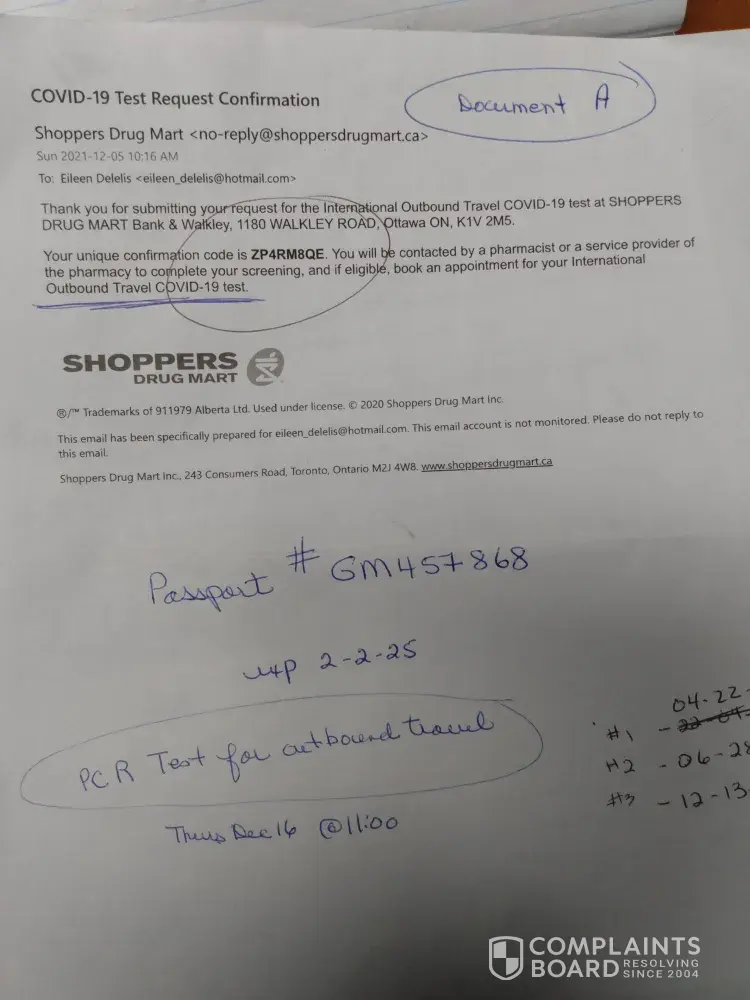 COVID-19 Test Request Confirmation
Document A
Shoppers Drug Mart <no-reply@shoppersdrugmart.ca>
Sun 2021-12-05 10:16 AM
To: Eileen Delelis <eileen_delelis@hotmail.com>
Thank you for submitting your request for the International Outbound Travel COVID-19 test at SHOPPERS
DRUG MART Bank & Walkley, 1180 WALKLEY ROAD, Ottawa ON, K1V 2M5.
Your unique confirmation code is ZP4RM8QE. You will be contacted by a pharmacist or a service provider of
the pharmacy to complete your screening, and if eligible, book an appointment for your International
Outbound Travel COVID-19 test.
SHOPPERS
DRUG MART
®/™ Trademarks of 911979 Alberta Ltd. Used under license. © 2020 Shoppers Drug Mart Inc.
This email has been specifically prepared for eileen_delelis@hotmail.com. This email account is not monitored. Please do not reply to
this email.
Shoppers Drug Mart Inc., 243 Consumers Road, Toronto, Ontario M2J 4W8. www.shoppersdrugmart.ca
Passport # GM457868
2-2-25
04-22-
PCR Test for outbound travel
#1 -
#2 - 06-28
#3 - 12-13-
Thurs Dec 16 @ 11:00
COMPLAINTS
BOARD RESOLVING
SINCE 2004